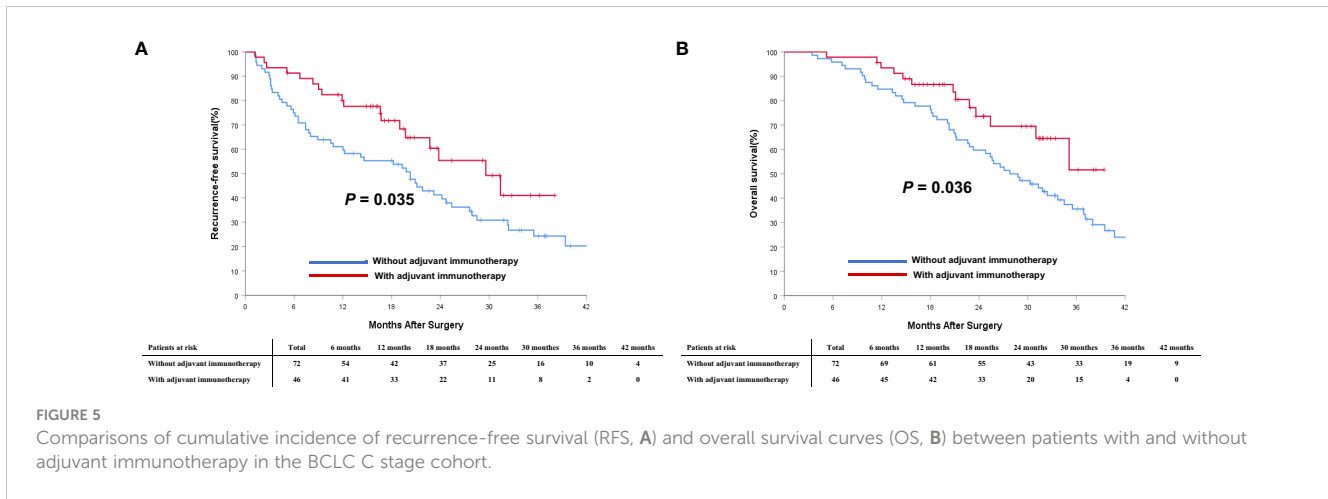 A
B
100
90
80
70
60
50
40
30
20
10
0
Recurrence-free survival(%)
P = 0.035
Without adjuvant immunotherapy
With adjuvant immunotherapy
0 6 12 18 24 30 36 42
Months After Surgery
100
90
80
70
60
50
40
30
20
10
0
Overall survival(%)
P = 0.036
Without adjuvant immunotherapy
With adjuvant immunotherapy
0 6 12 18 24 30 36 42
Months After Surgery
Patients at risk Total 6 months 12 months 18 months 24 months 30 monthes 36 months 42 months
Without adjuvant immunotherapy 72 54 42 37 25 16 10 4
With adjuvant immunotherapy 46 41 33 22 11 8 2 0
Patients at risk Total 6 months 12 months 18 months 24 months 30 months 36 months 42 months
Without adjuvant immunotherapy 72 69 61 55 43 33 19 9
With adjuvant immunotherapy 46 45 42 33 20 15 4 0
FIGURE 5
Comparisons of cumulative incidence of recurrence-free survival (RFS, A) and overall survival curves (OS, B) between patients with and without
adjuvant immunotherapy in the BCLC C stage cohort.